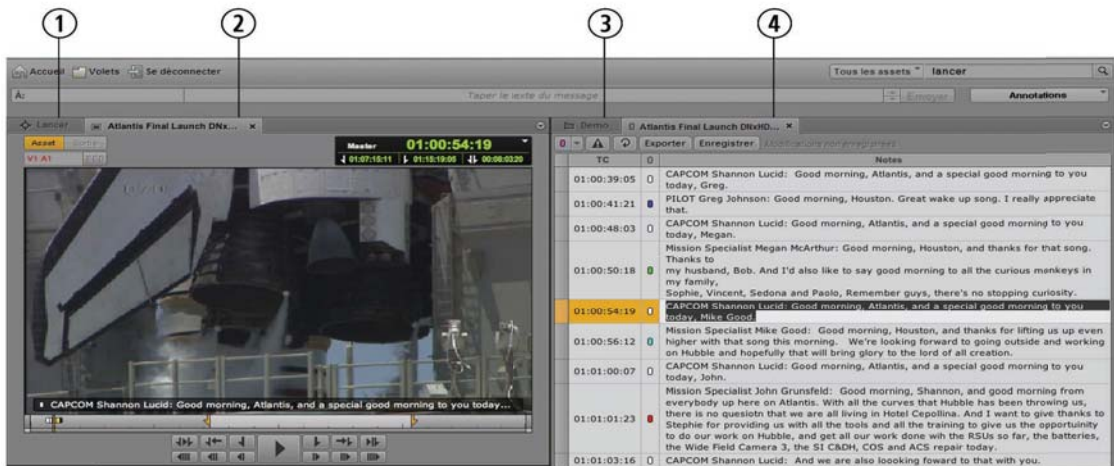 1 2 3 4
Accueil Volets Se déconnecter
Tous les assets lancer
À:
Taper le texte du message
Envoyer
Annotations
Lancer
Atlantis Final Launch DNx... ×
Asset
V1 A1
Master 01:00:54:19
01:07:15:11 01:15:19:05 00:08:03:20
CAPCOM Shannon Lucid: Good morning, Atlantis, and a special good morning to you today...
Demo
Atlantis Final Launch DNxHD... ×
Exporter Enregistrer Modifications non enregistrées
TC Notes
01:00:39:05 CAPCOM Shannon Lucid: Good morning, Atlantis, and a special good morning to you
today, Greg.
01:00:41:21 PILOT Greg Johnson: Good morning, Houston. Great wake up song. I really appreciate
that.
01:00:48:03 CAPCOM Shannon Lucid: Good morning, Atlantis, and a special good morning to you
today, Megan.
Mission Specialist Megan McArthur: Good morning, Houston, and thanks for that song.
Thanks to
01:00:50:18 my husband, Bob. And I'd also like to say good morning to all the curious monkeys in
my family,
Sophie, Vincent, Sedona and Paolo, Remember guys, there's no stopping curiosity.
01:00:54:19 CAPCOM Shannon Lucid: Good morning, Atlantis, and a special good morning to you
today, Mike Good.
Mission Specialist Mike Good: Good morning, Houston, and thanks for lifting us up even
01:00:56:12 higher with that song this morning. We're looking forward to going outside and working
on Hubble and hopefully that will bring glory to the lord of all creation.
01:01:00:07 CAPCOM Shannon Lucid: Good morning, Atlantis, and a special good morning to you
today, John.
Mission Specialist John Grunsfeld: Good morning, Shannon, and good morning from
everybody up here on Atlantis. With all the curves that Hubble has been throwing us,
01:01:01:23 there is no quesiotn that we are all living in Hotel Cepollina. And I want to give thanks to
Stephie for providing us with all the tools and all the training to give us the opportuinity
to do our work on Hubble, and get all our work done wih the RSUs so far, the batteries,
the Wide Field Camera 3, the SI C&DH, COS and ACS repair today.
01:01:03:16 CAPCOM Shannon Lucid: And we are also loooking foward to that with you.